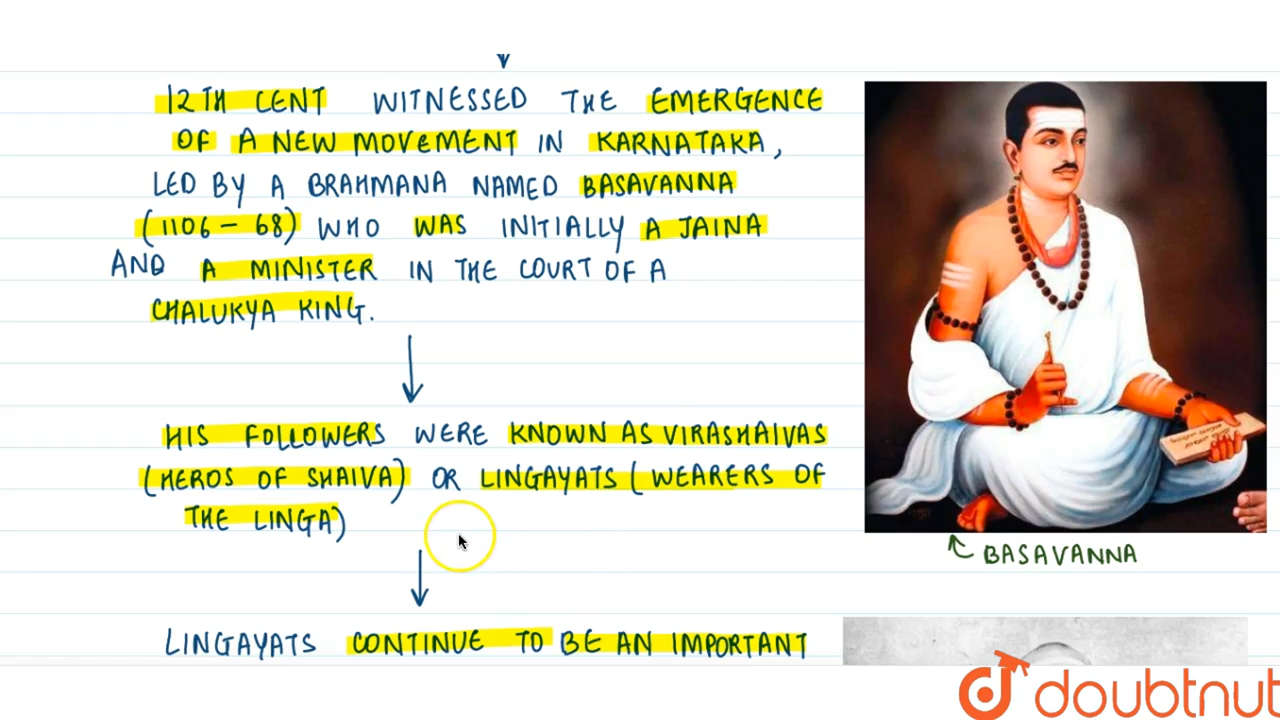 12TH CENT WITNESSED THE EMERGENCE
OF A NEW MOVEMENT IN KARNATAKA,
LED BY A BRAHMANA NAMED BASAVANNA
(1106 - 68) WHO WAS INITIALLY A JAINA
AND A MINISTER IN THE COURT OF A
CHALUKYA KING.
HIS FOLLOWERS WERE KNOWN AS VIRASHAIVAS
(HEROS OF SHAIVA) OR LINGAYATS (WEARERS OF
THE LINGA)
BASAVANNA
LINGAYATS CONTINUE TO BE AN IMPORTANT
doubtnut